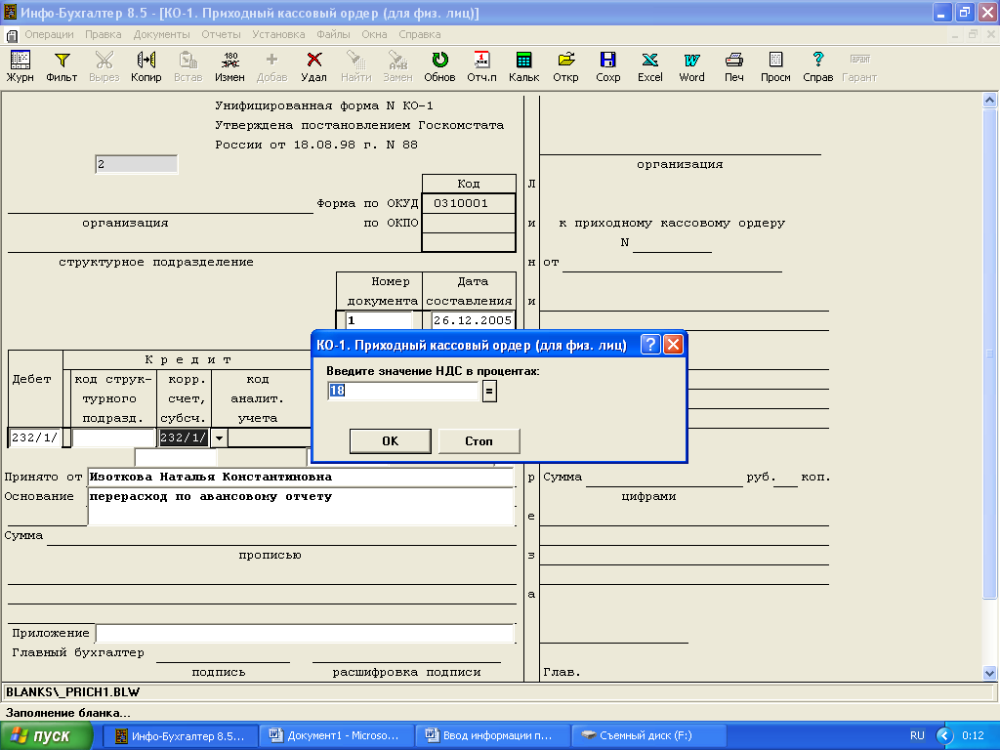 Инфо-Бухгалтер 8.5 - [КО-1. Приходный кассовый ордер (для физ. лиц)]
Операции Правка Документы Отчеты Установка Файлы Окна Справка
Журн Фильт Вырез Копир Встав Измен Добав Удал Найти Замен Обнов Отч.п Кальк Откр Сохр Excel Word Печ Просм Справ Гарант
Унифицированная форма N КО-1
Утверждена постановлением Госкомстата
России от 18.08.98 г. N 88
2
организация
Код
Л
Форма по ОКУД 0310001
организация по ОКПО
и к приходному кассовому ордеру
N
структурное подразделение
н от
Номер Дата
документа составления и
1 26.12.2005
КО-1. Приходный кассовый ордер (для физ. лиц)
Введите значение НДС в процентах:
18 =
OK Стоп
К р е д и т
Дебет код струк- корр. код
турного счет, аналит.
подразд. субсч. учета
232/1/ 232/1/
Принято от Изоткова Наталья Константиновна р Сумма руб. коп.
Основание перерасход по авансовому отчету цифрами
е
Сумма
прописью з
а
Приложение
Главный бухгалтер
подпись расшифровка подписи Глав.
BLANKS\_PRICH1.BLW
Заполнение бланка...
пуск Инфо-Бухгалтер 8.5... Документ1 - Microso... Ввод информации п... Съемный диск (F:) RU 0:12